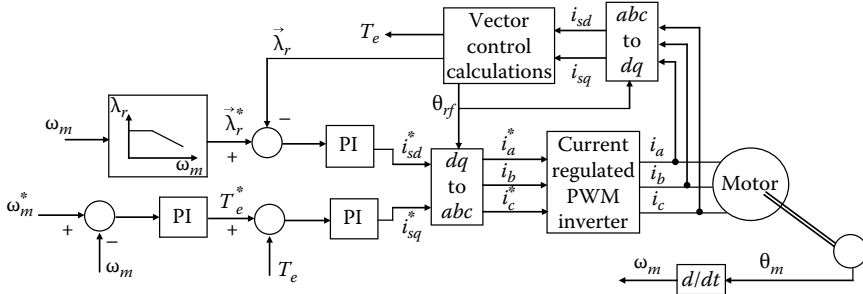 T_e
Vector
control
calculations
i_sd
i_sq
abc
to
dq
λ⃗_r
θ_rf
λ_r
ω_m
ω_m
λ⃗_r^*
+
−
PI
i_sd^*
dq
to
abc
i_a^*
i_b
i_c^*
Current
regulated
PWM
inverter
i_a
i_b
i_c
Motor
ω_m^*
+
−
ω_m
PI
T_e^*
+
T_e
PI
i_sq^*
ω_m
d/dt
θ_m